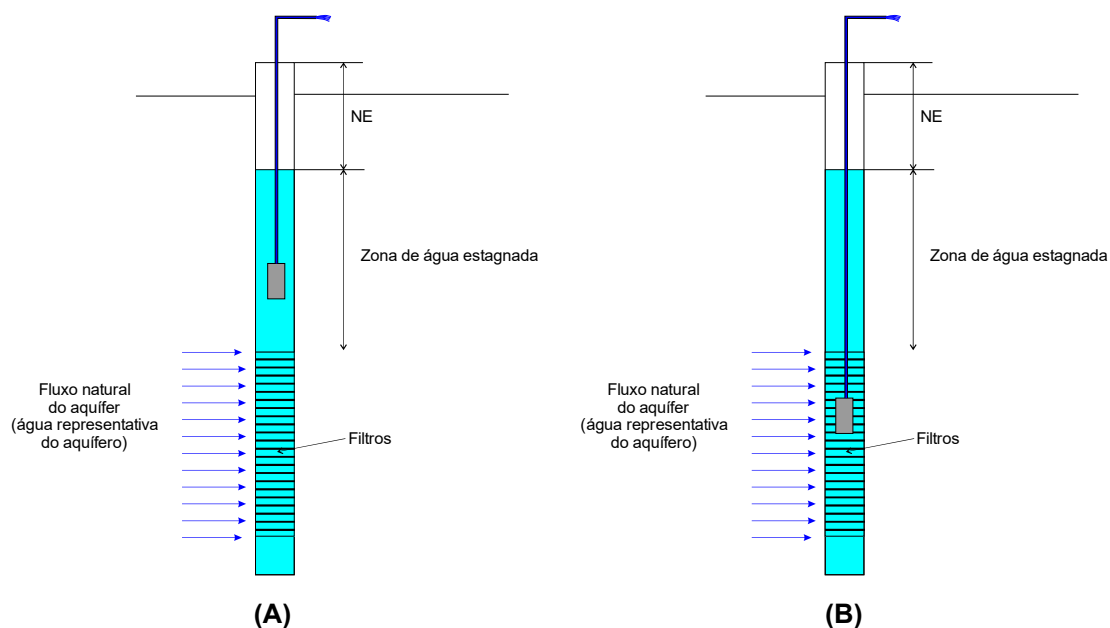 NE
Zona de água estagnada
Fluxo natural
do aquífer
(água representativa
do aquífero)
Filtros
(A)
NE
Zona de água estagnada
Fluxo natural
do aquífer
(água representativa
do aquífero)
Filtros
(B)